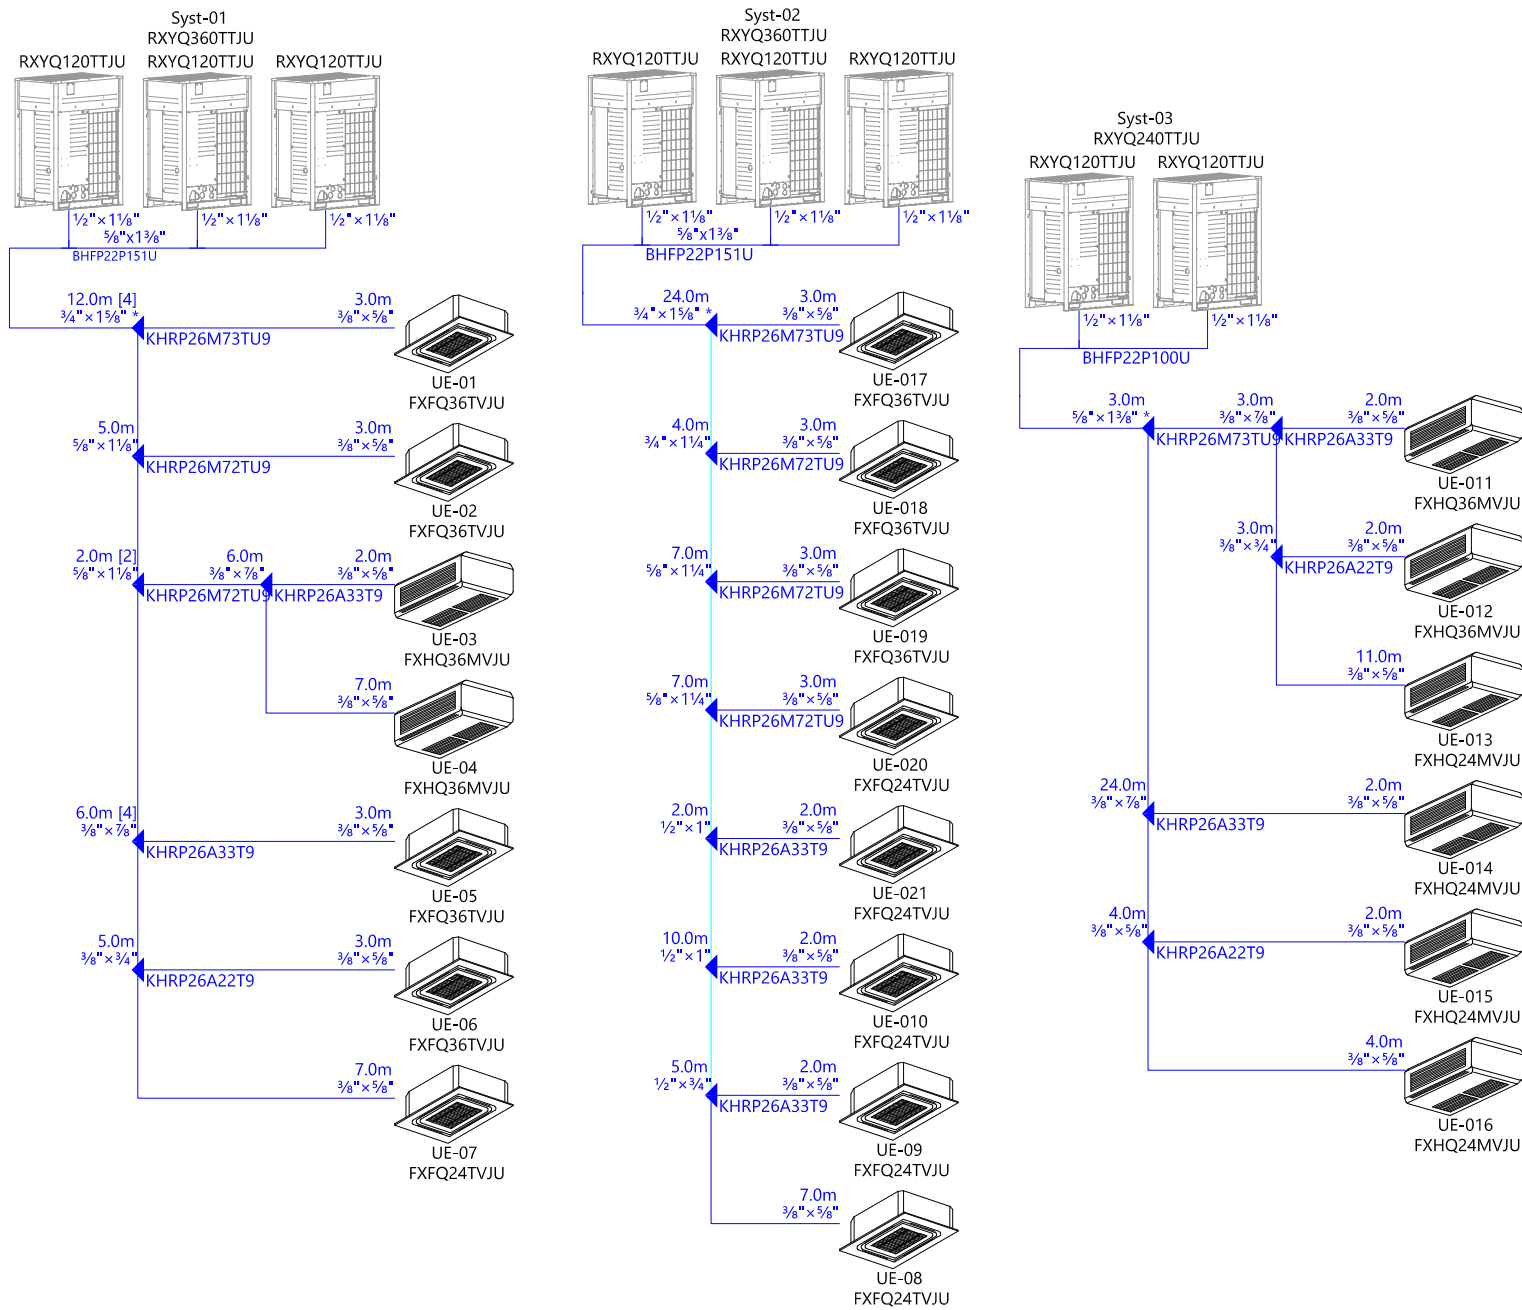 Syst-01
RXYQ360TTJU
RXYQ120TTJU
RXYQ120TTJU
RXYQ120TTJU
½"×1⅛"
½"×1⅛"
½"×1⅛"
⅝"x1⅜"
BHFP22P151U
12.0m [4]
¾"×1⅝" *
KHRP26M73TU9
3.0m
⅜"×⅝"
UE-01
FXFQ36TVJU
5.0m
⅝"×1⅛"
KHRP26M72TU9
3.0m
⅜"×⅝"
UE-02
FXFQ36TVJU
2.0m [2]
⅝"×1⅛"
KHRP26M72TU9
6.0m
⅜"×⅞"
KHRP26A33T9
2.0m
⅜"×⅝"
UE-03
FXHQ36MVJU
7.0m
⅜"×⅝"
UE-04
FXHQ36MVJU
6.0m [4]
⅜"×⅞"
KHRP26A33T9
3.0m
⅜"×⅝"
UE-05
FXFQ36TVJU
5.0m
⅜"×¾"
KHRP26A22T9
3.0m
⅜"×⅝"
UE-06
FXFQ36TVJU
7.0m
⅜"×⅝"
UE-07
FXFQ24TVJU
Syst-02
RXYQ360TTJU
RXYQ120TTJU
RXYQ120TTJU
RXYQ120TTJU
½"×1⅛"
½"×1⅛"
½"×1⅛"
⅝"x1⅜"
BHFP22P151U
24.0m
¾"×1⅝" *
KHRP26M73TU9
3.0m
⅜"×⅝"
UE-017
FXFQ36TVJU
4.0m
¾"×1¼"
KHRP26M72TU9
3.0m
⅜"×⅝"
UE-018
FXFQ36TVJU
7.0m
⅝"×1¼"
KHRP26M72TU9
3.0m
⅜"×⅝"
UE-019
FXFQ36TVJU
7.0m
⅝"×1¼"
KHRP26M72TU9
3.0m
⅜"×⅝"
UE-020
FXFQ24TVJU
2.0m
½"×1"
KHRP26A33T9
2.0m
⅜"×⅝"
UE-021
FXFQ24TVJU
10.0m
½"×1"
KHRP26A33T9
2.0m
⅜"×⅝"
UE-010
FXFQ24TVJU
5.0m
½"×¾"
KHRP26A33T9
2.0m
⅜"×⅝"
UE-09
FXFQ24TVJU
7.0m
⅜"×⅝"
UE-08
FXFQ24TVJU
Syst-03
RXYQ240TTJU
RXYQ120TTJU
RXYQ120TTJU
½"×1⅛"
½"×1⅛"
BHFP22P100U
3.0m
⅝"×1⅜" *
KHRP26M73TU9
3.0m
⅜"×⅞"
KHRP26A33T9
2.0m
⅜"×⅝"
UE-011
FXHQ36MVJU
3.0m
⅜"×¾"
KHRP26A22T9
2.0m
⅜"×⅝"
UE-012
FXHQ36MVJU
11.0m
⅜"×⅝"
UE-013
FXHQ24MVJU
24.0m
⅜"×⅞"
KHRP26A33T9
2.0m
⅜"×⅝"
UE-014
FXHQ24MVJU
4.0m
⅜"×⅝"
KHRP26A22T9
2.0m
⅜"×⅝"
UE-015
FXHQ24MVJU
4.0m
⅜"×⅝"
UE-016
FXHQ24MVJU